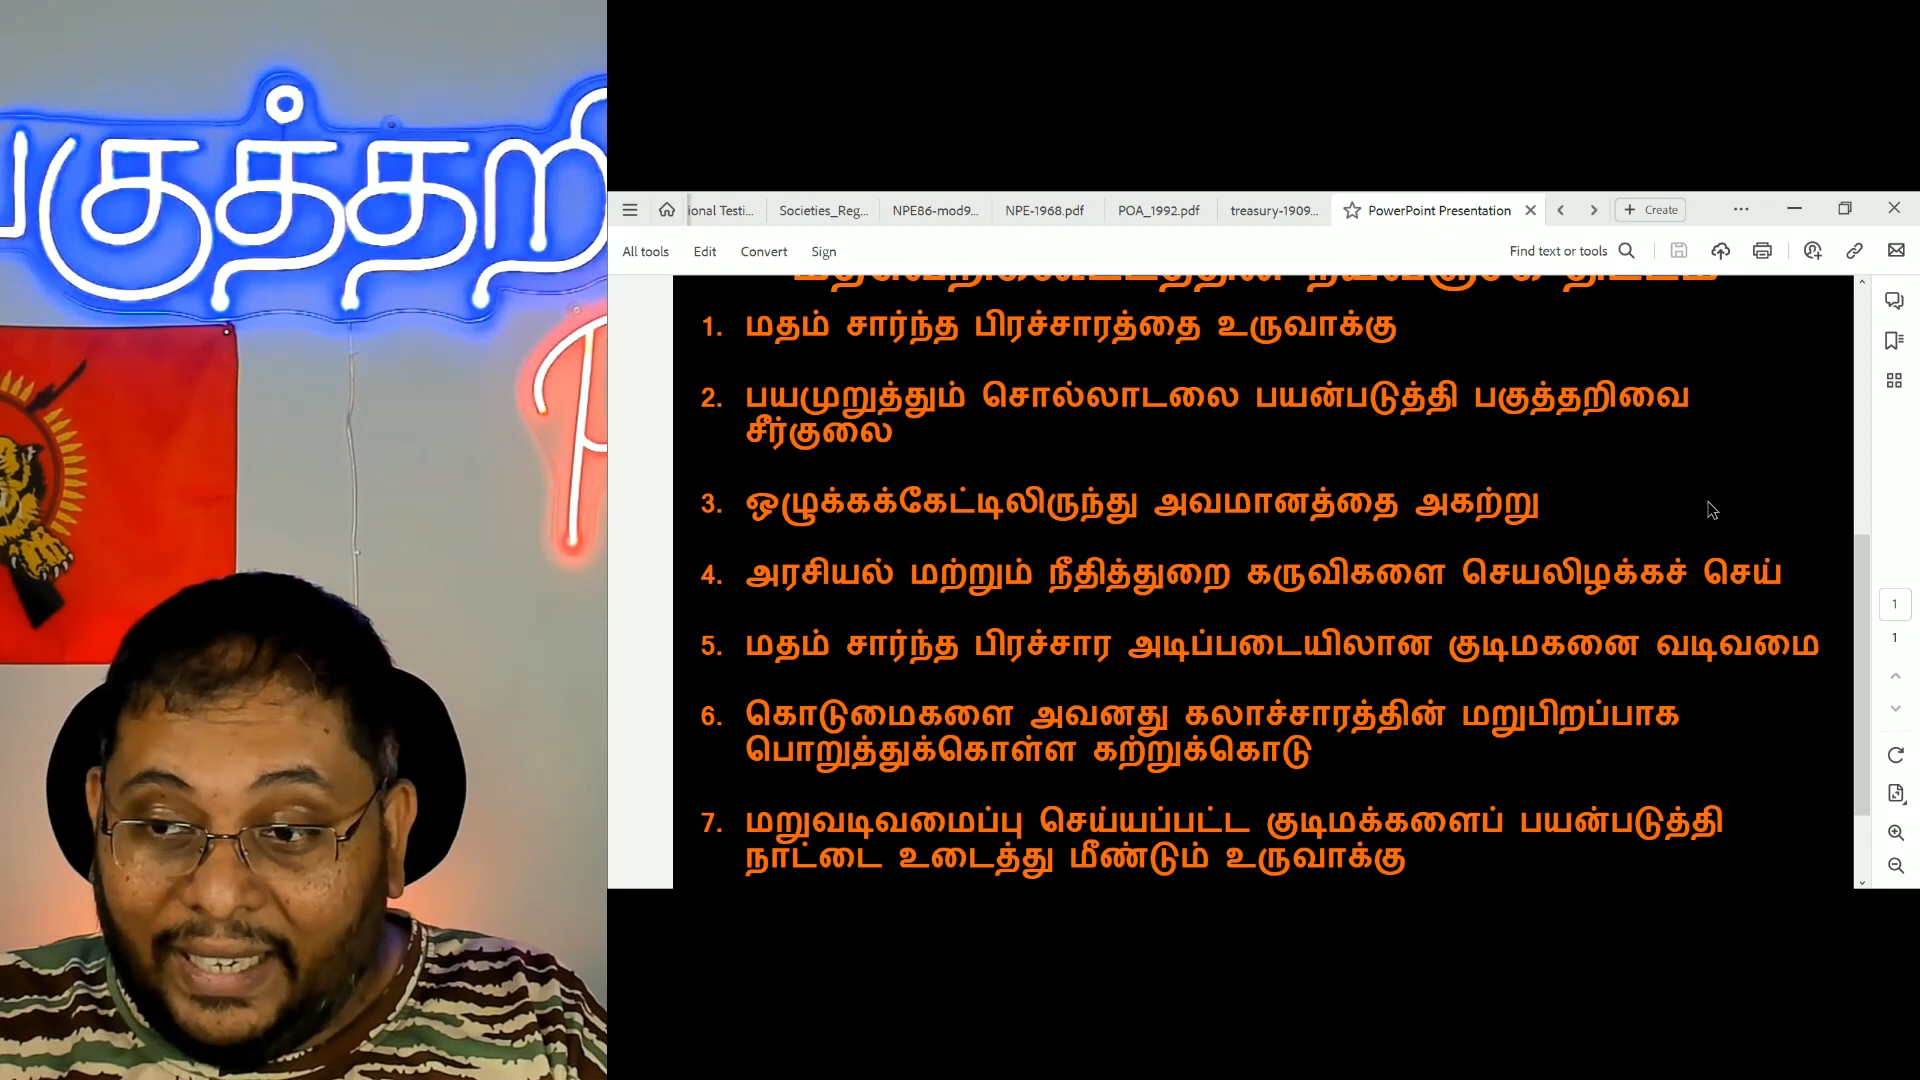 பகுத்தறி
ional Testi...
Societies_Reg...
NPE86-mod9...
NPE-1968.pdf
POA_1992.pdf
treasury-1909...
PowerPoint Presentation
Create
All tools
Edit
Convert
Sign
Find text or tools
1. மதம் சார்ந்த பிரச்சாரத்தை உருவாக்கு
2. பயமுறுத்தும் சொல்லாடலை பயன்படுத்தி பகுத்தறிவை
சீர்குலை
3. ஒழுக்கக்கேட்டிலிருந்து அவமானத்தை அகற்று
4. அரசியல் மற்றும் நீதித்துறை கருவிகளை செயலிழக்கச் செய்
5. மதம் சார்ந்த பிரச்சார அடிப்படையிலான குடிமகனை வடிவமை
6. கொடுமைகளை அவனது கலாச்சாரத்தின் மறுபிறப்பாக
பொறுத்துக்கொள்ள கற்றுக்கொடு
7. மறுவடிவமைப்பு செய்யப்பட்ட குடிமக்களைப் பயன்படுத்தி
நாட்டை உடைத்து மீண்டும் உருவாக்கு
1
1